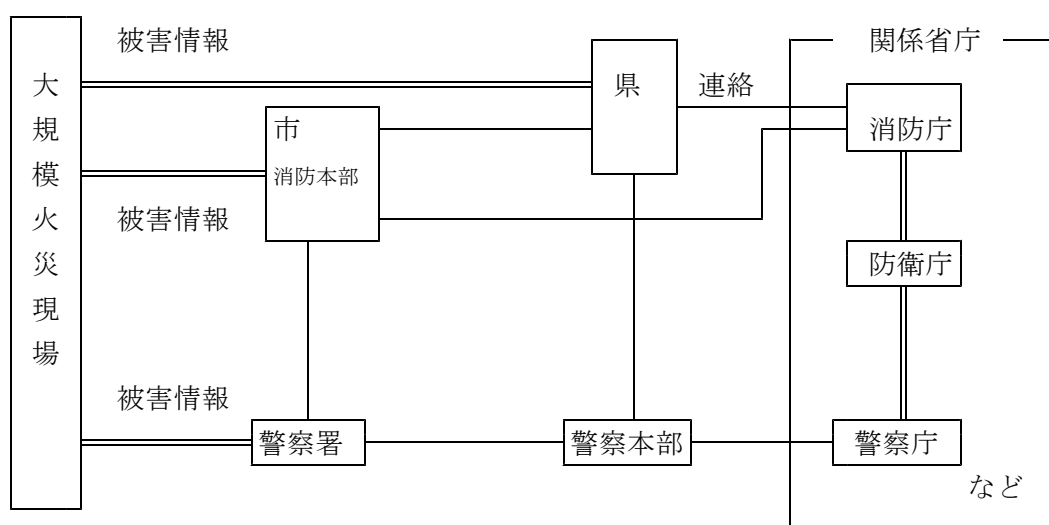 大規模火災現場
被害情報
県
連絡
関係省庁
市
消防本部
消防庁
被害情報
防衛庁
被害情報
警察署
警察本部
警察庁
など